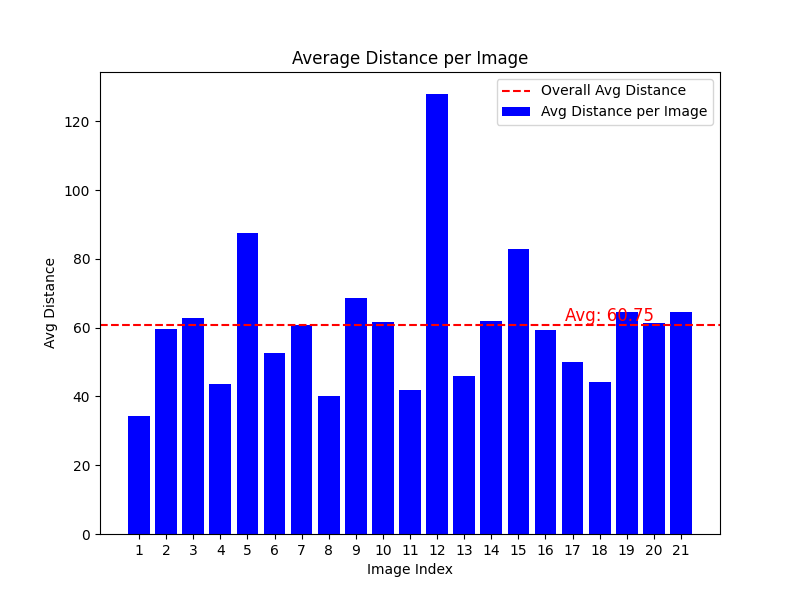 Average Distance per Image
Overall Avg Distance
Avg Distance per Image
120
100
80
60
40
20
0
Avg Distance
Avg: 60.75
1 2 3 4 5 6 7 8 9 10 11 12 13 14 15 16 17 18 19 20 21
Image Index